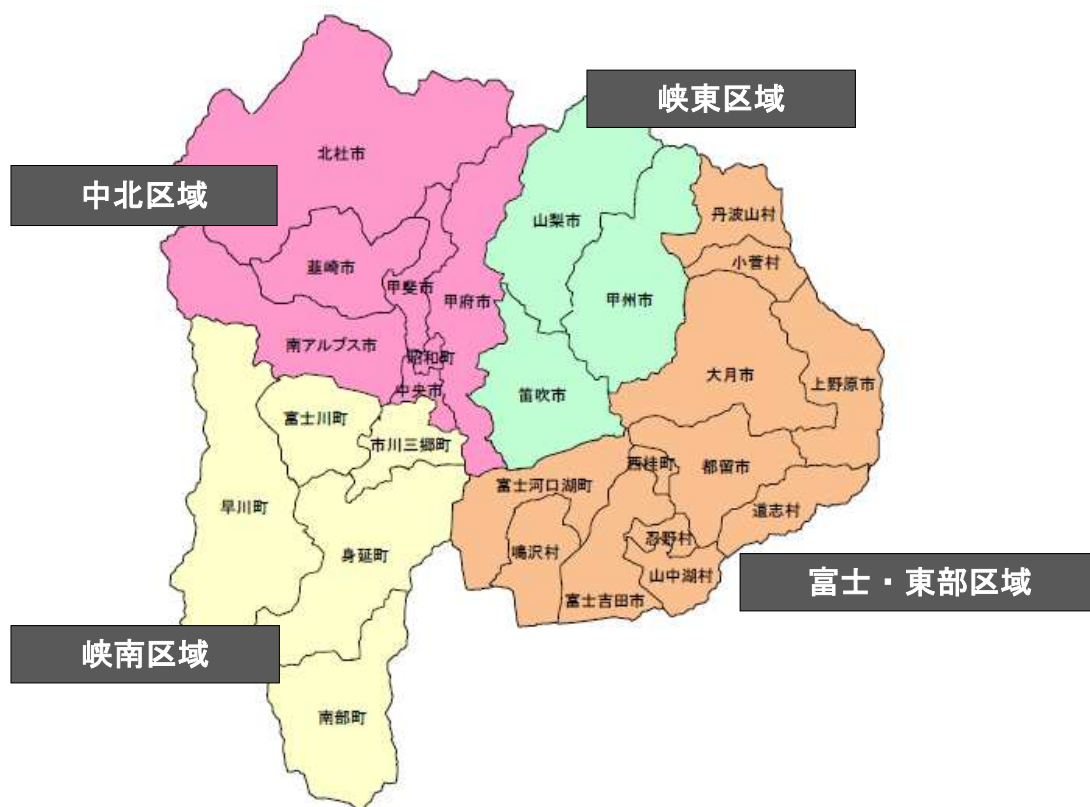 峡東区域
北杜市
中北区域
丹波山村
山梨市
小菅村
韮崎市
甲斐市
甲府市
甲州市
南アルプス市
昭和町
大月市
上野原市
中央市
笛吹市
富士川町
市川三郷町
西桂町
都留市
富士河口湖町
早川町
道志村
忍野村
鳴沢村
身延町
山中湖村
富士・東部区域
富士吉田市
峡南区域
南部町